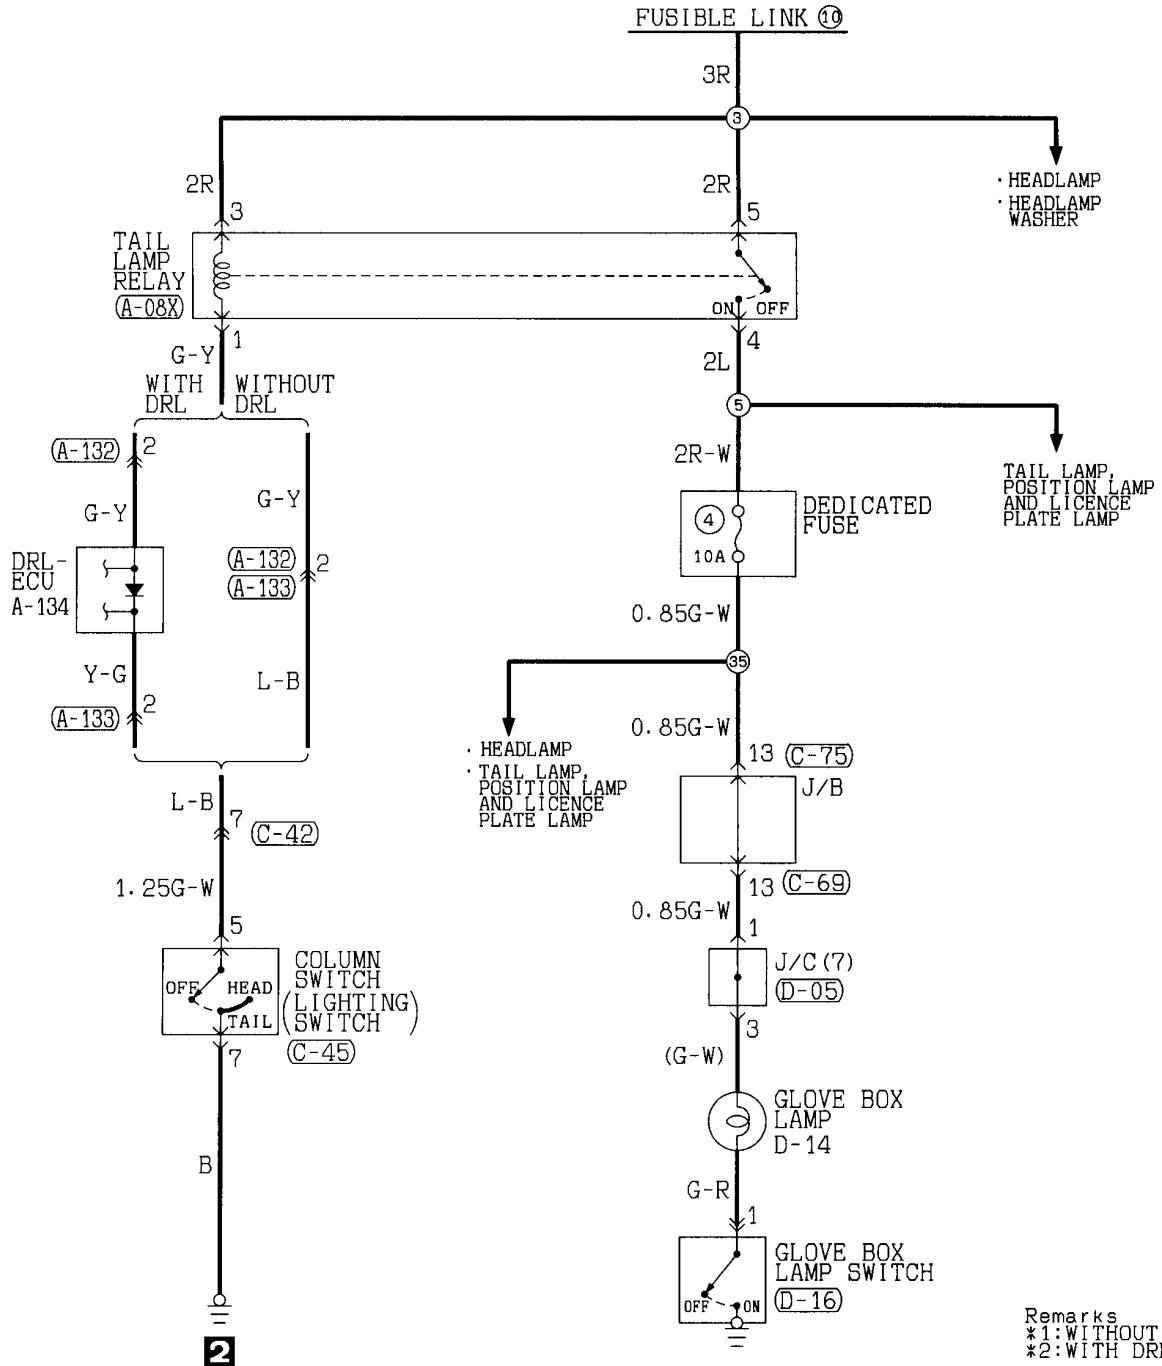 FUSIBLE LINK ⑩
3R
3
2R
2R
· HEADLAMP
· HEADLAMP
WASHER
3
5
TAIL
LAMP
RELAY
A-08X
ON OFF
1
4
G-Y
2L
WITH
DRL
WITHOUT
DRL
5
A-132
2
2R-W
TAIL LAMP,
POSITION LAMP
AND LICENCE
PLATE LAMP
G-Y
G-Y
4
10A
DEDICATED
FUSE
DRL-
ECU
A-134
A-132
A-133
2
0.85G-W
35
Y-G
L-B
A-133
2
0.85G-W
· HEADLAMP
· TAIL LAMP,
POSITION LAMP
AND LICENCE
PLATE LAMP
13
C-75
J/B
L-B
7
C-42
1.25G-W
13
C-69
0.85G-W
5
1
COLUMN
SWITCH
(LIGHTING
SWITCH)
OFF HEAD
TAIL
C-45
J/C(7)
D-05
7
3
(G-W)
GLOVE BOX
LAMP
D-14
B
G-R
1
GLOVE BOX
LAMP SWITCH
OFF ON
D-16
2
Remarks
*1:WITHOUT
*2:WITH